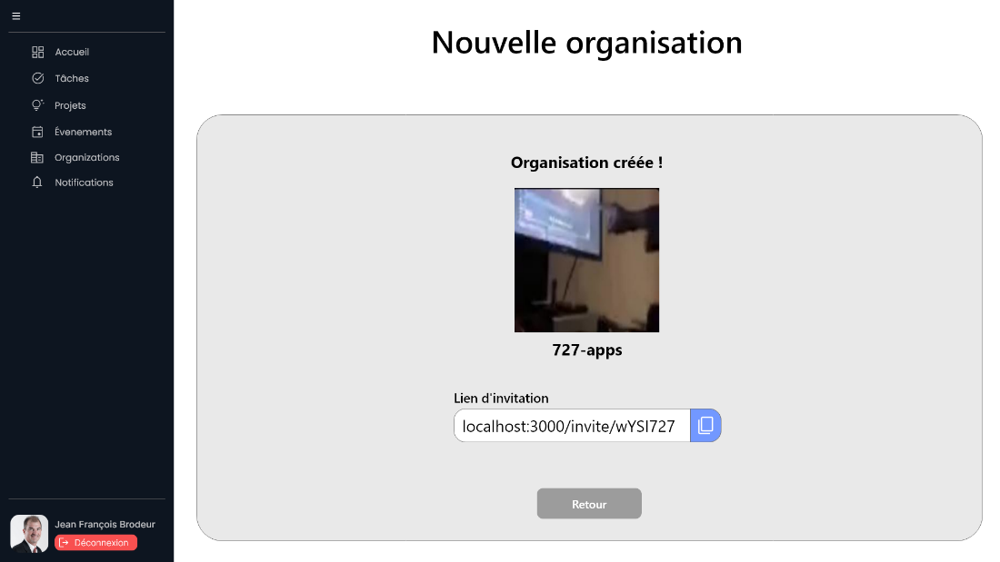 Accueil
Tâches
Projets
Évenements
Organizations
Notifications
Jean François Brodeur
Déconnexion
Nouvelle organisation
Organisation créée !
727-apps
Lien d'invitation
localhost:3000/invite/wYSI727
Retour